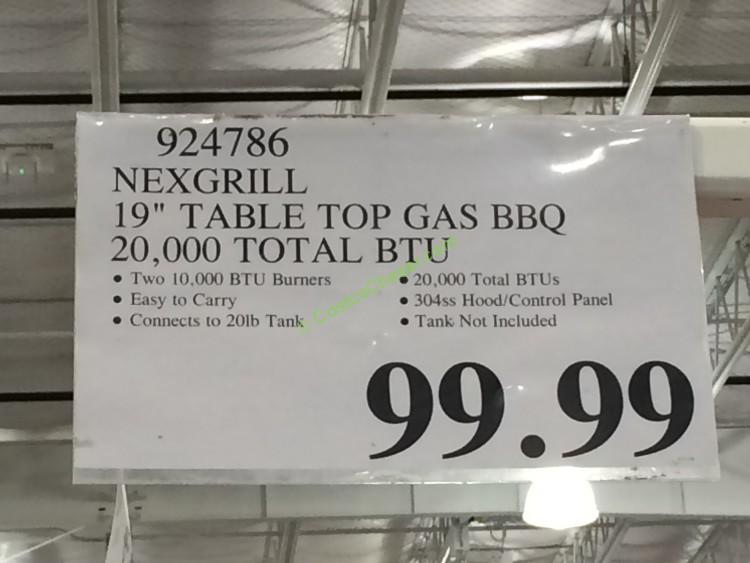 924786
NEXGRILL
19" TABLE TOP GAS BBQ
20,000 TOTAL BTU
• Two 10,000 BTU Burners
• Easy to Carry
• Connects to 20lb Tank
• 20,000 Total BTUs
• 304ss Hood/Control Panel
• Tank Not Included
99.99